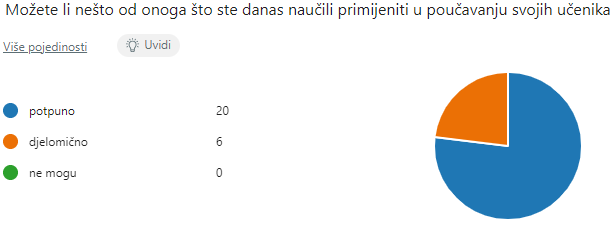 Možete li nešto od onoga što ste danas naučili primijeniti u poučavanju svojih učenika
Više pojedinosti
Uvidi
potpuno 20
djelomično 6
ne mogu 0